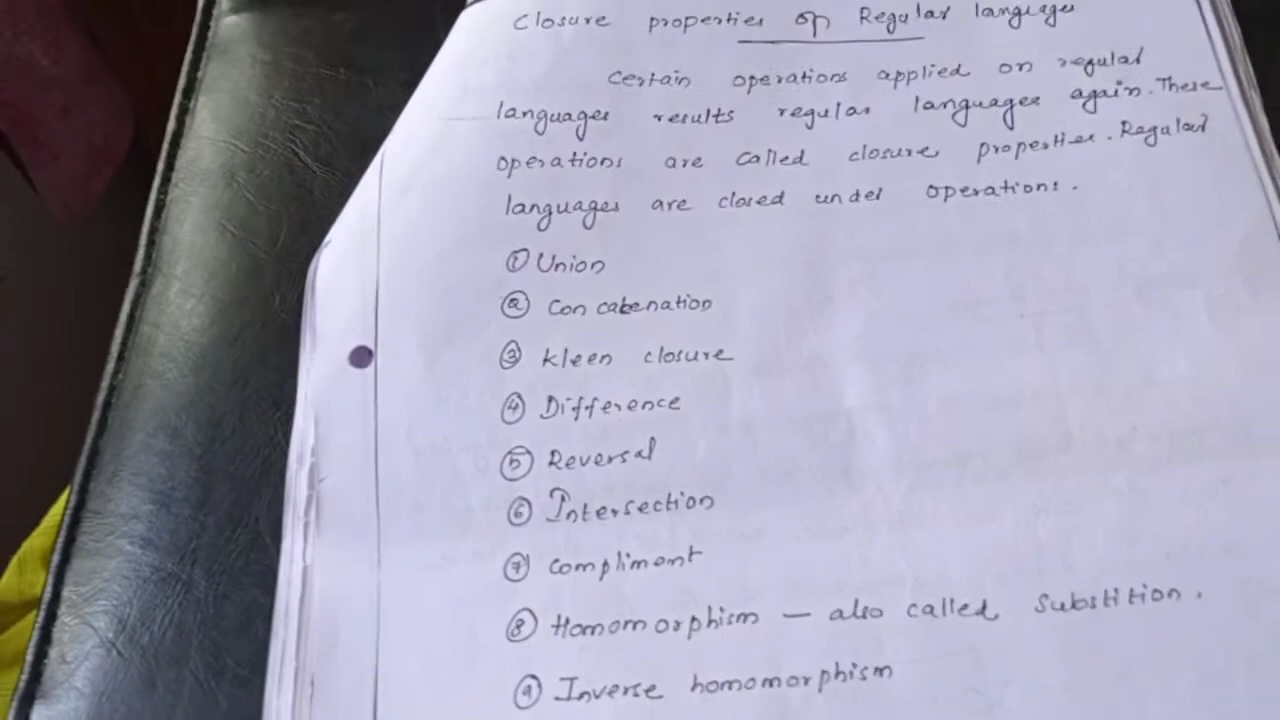 Closure properties of Regular languages
Certain operations applied on regular
languages results regular languages again. These
operations are called closure properties. Regular
languages are closed under operations.
① Union
② Concatenation
③ kleen closure
④ Difference
⑤ Reversal
⑥ Intersection
⑦ compliment
⑧ Homomorphism — also called Substition.
⑨ Inverse homomorphism